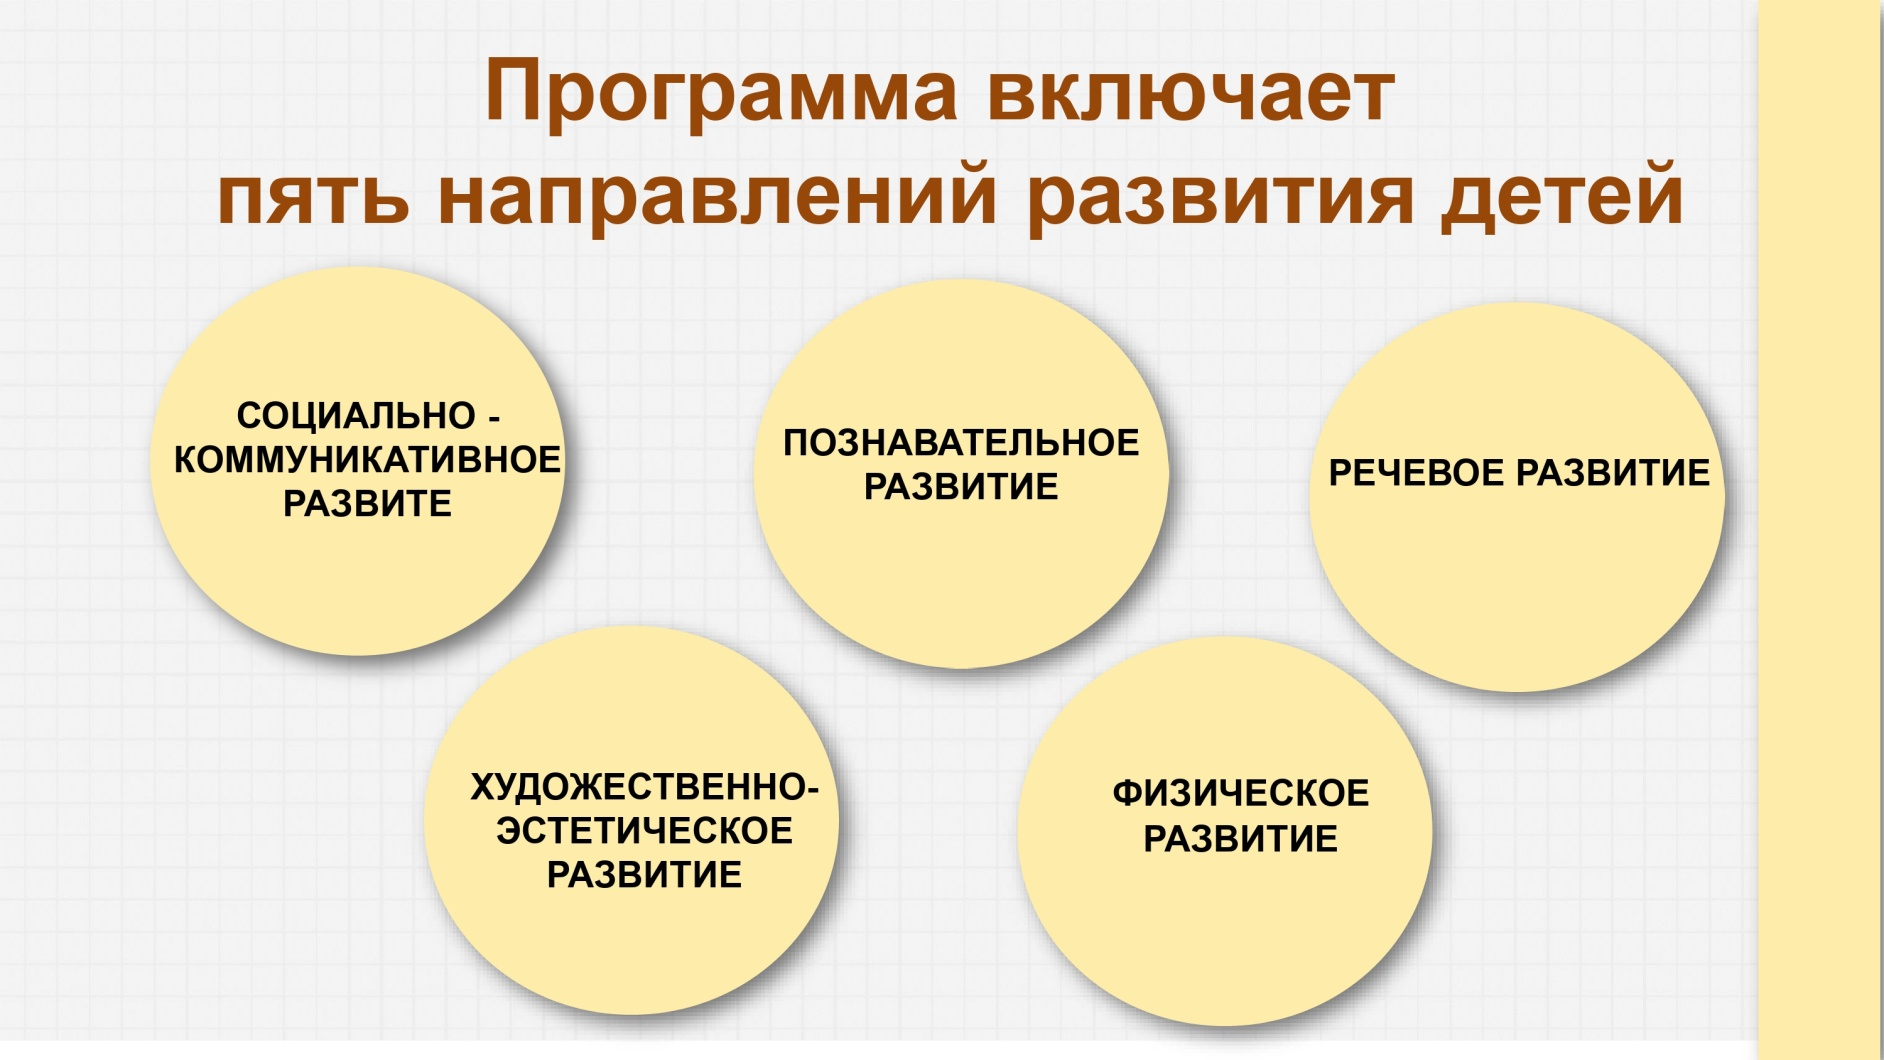 Программа включает
пять направлений развития детей
СОЦИАЛЬНО -
КОММУНИКАТИВНОЕ
РАЗВИТЕ
ПОЗНАВАТЕЛЬНОЕ
РАЗВИТИЕ
РЕЧЕВОЕ РАЗВИТИЕ
ХУДОЖЕСТВЕННО-
ЭСТЕТИЧЕСКОЕ
РАЗВИТИЕ
ФИЗИЧЕСКОЕ
РАЗВИТИЕ